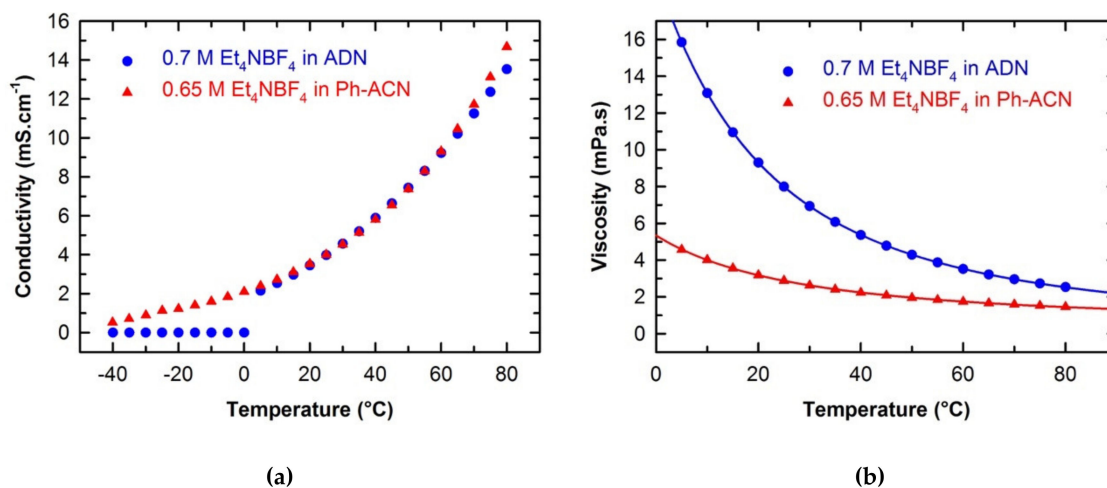 16
14
12
10
8
6
4
2
0
Conductivity (mS.cm⁻¹)
0.7 M Et₄NBF₄ in ADN
0.65 M Et₄NBF₄ in Ph-ACN
-40 -20 0 20 40 60 80
Temperature (°C)
(a)
16
14
12
10
8
6
4
2
0
Viscosity (mPa.s)
0.7 M Et₄NBF₄ in ADN
0.65 M Et₄NBF₄ in Ph-ACN
0 20 40 60 80
Temperature (°C)
(b)